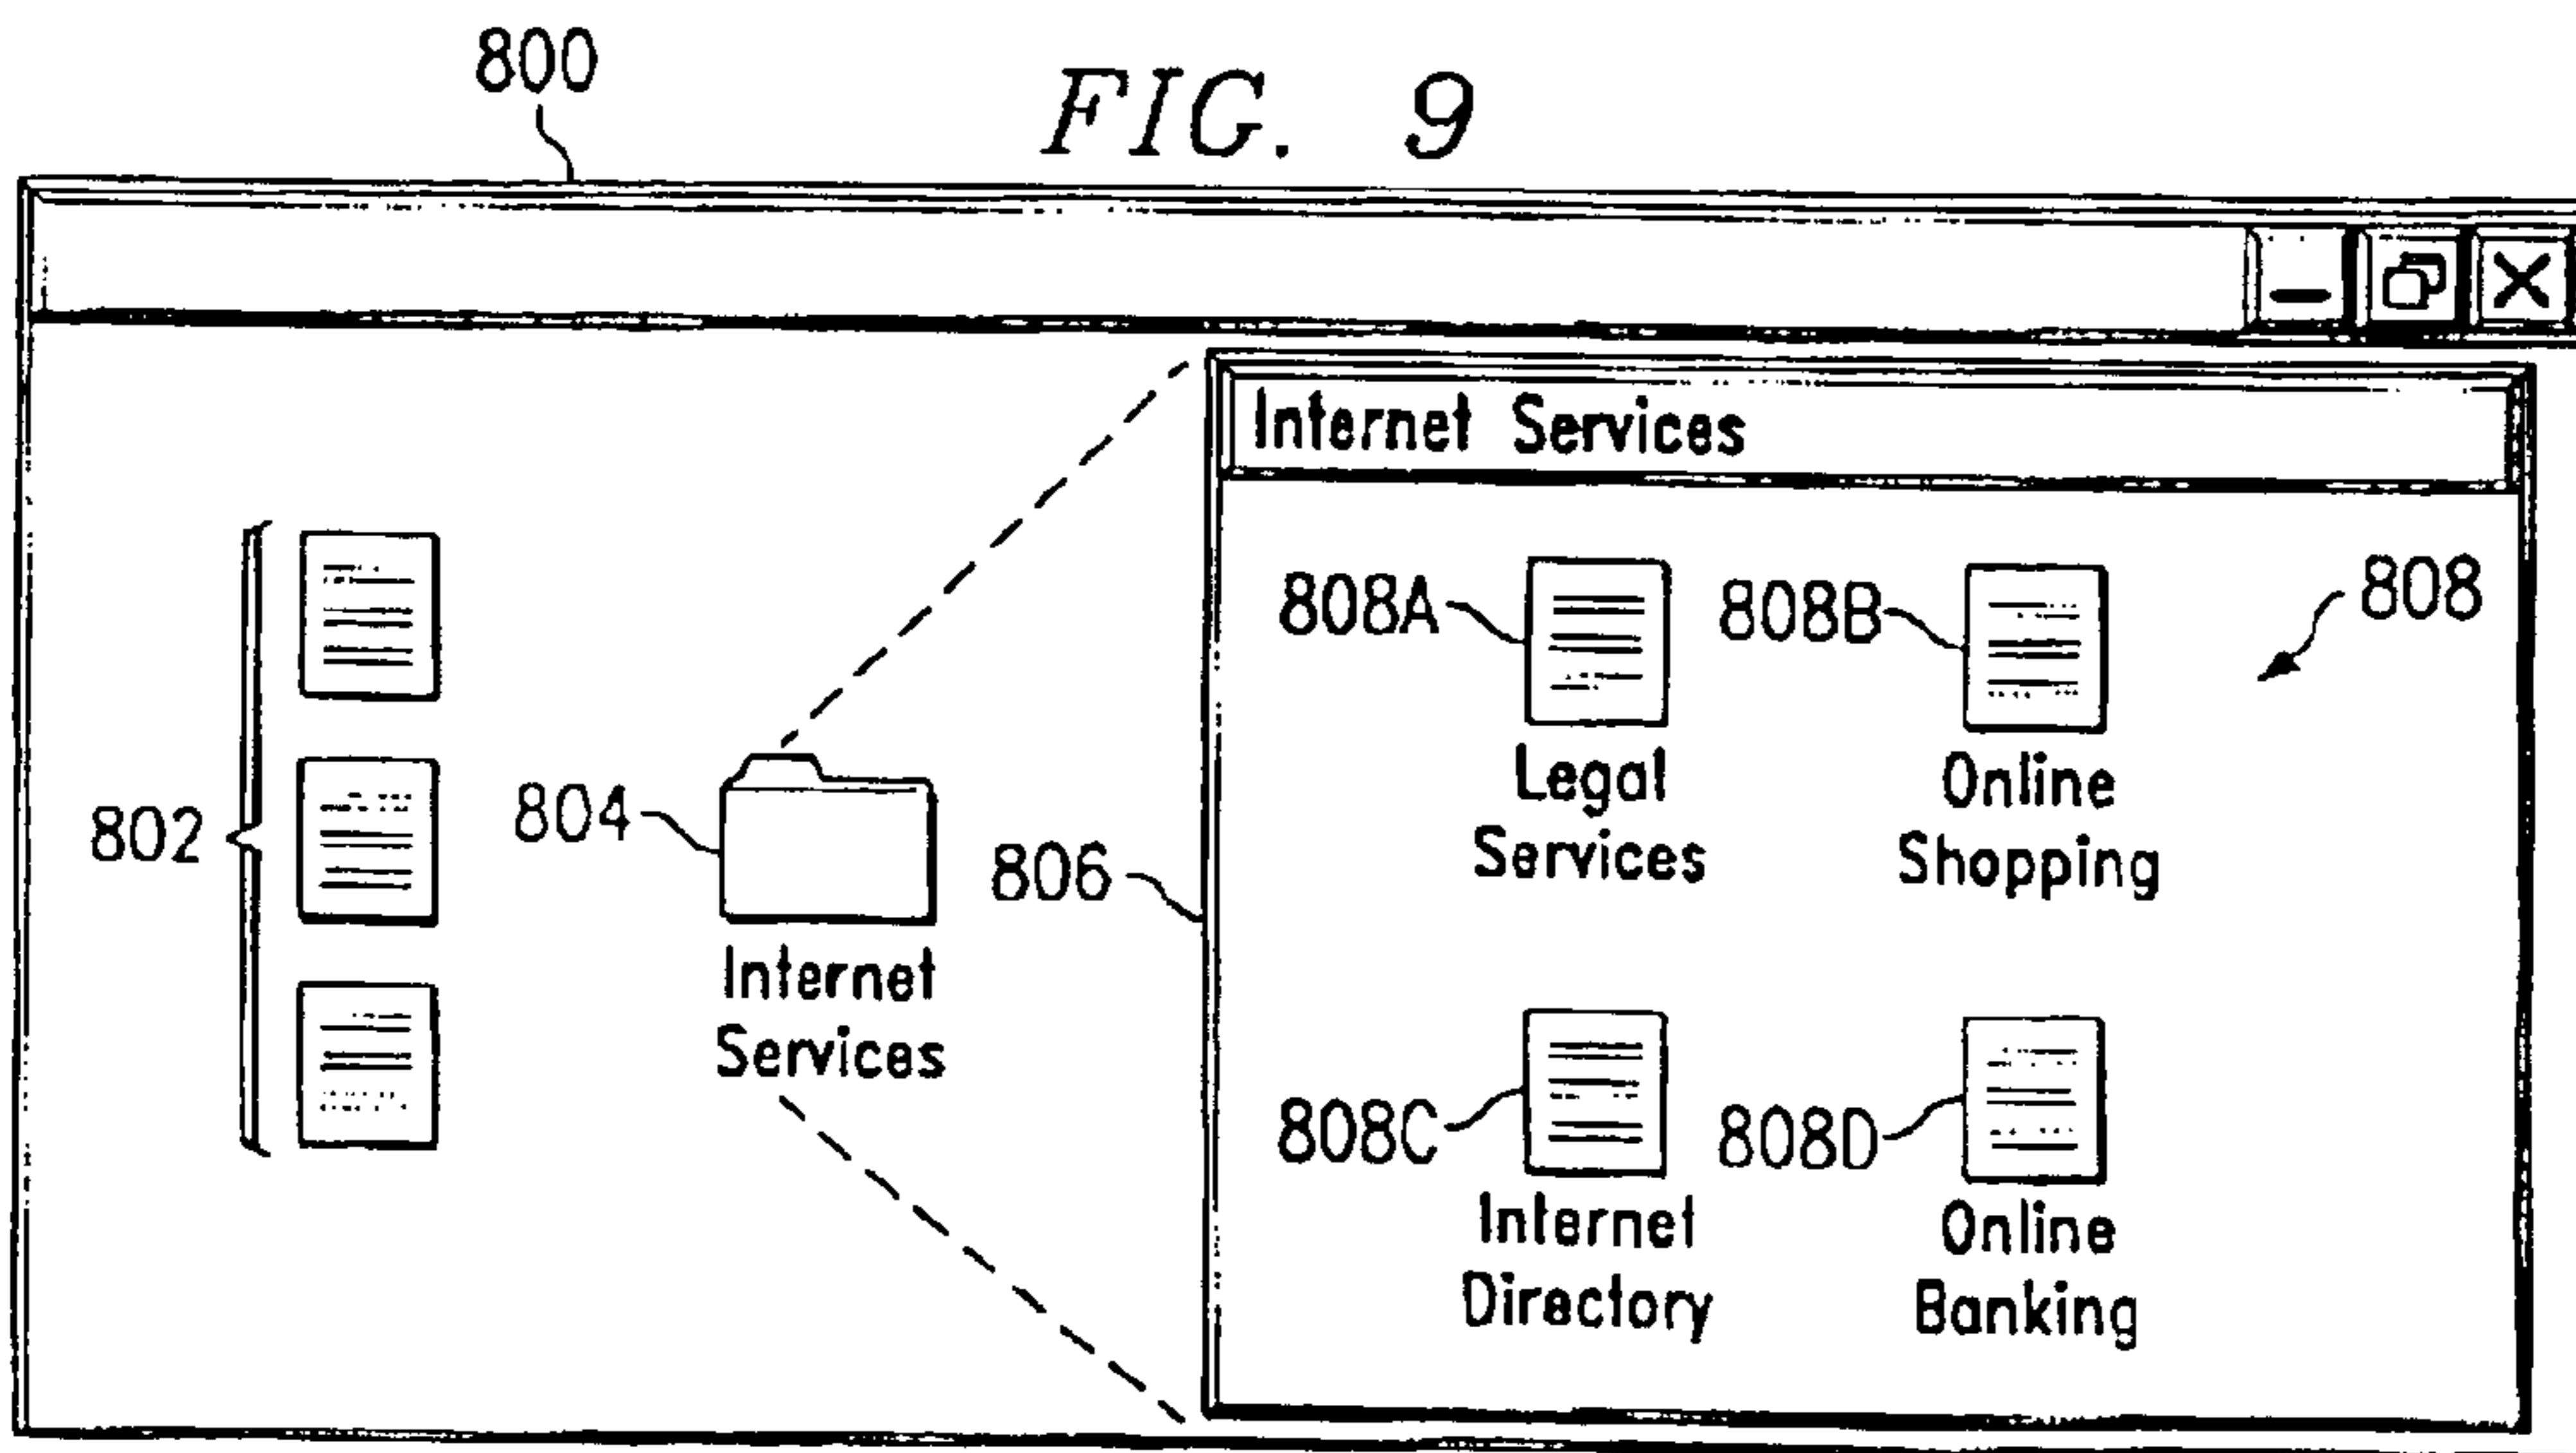 800
FIG. 9
Internet Services
808A
808B
808
Legal
Services
Online
Shopping
802
804
Internet
Services
806
808C
808D
Internet
Directory
Online
Banking